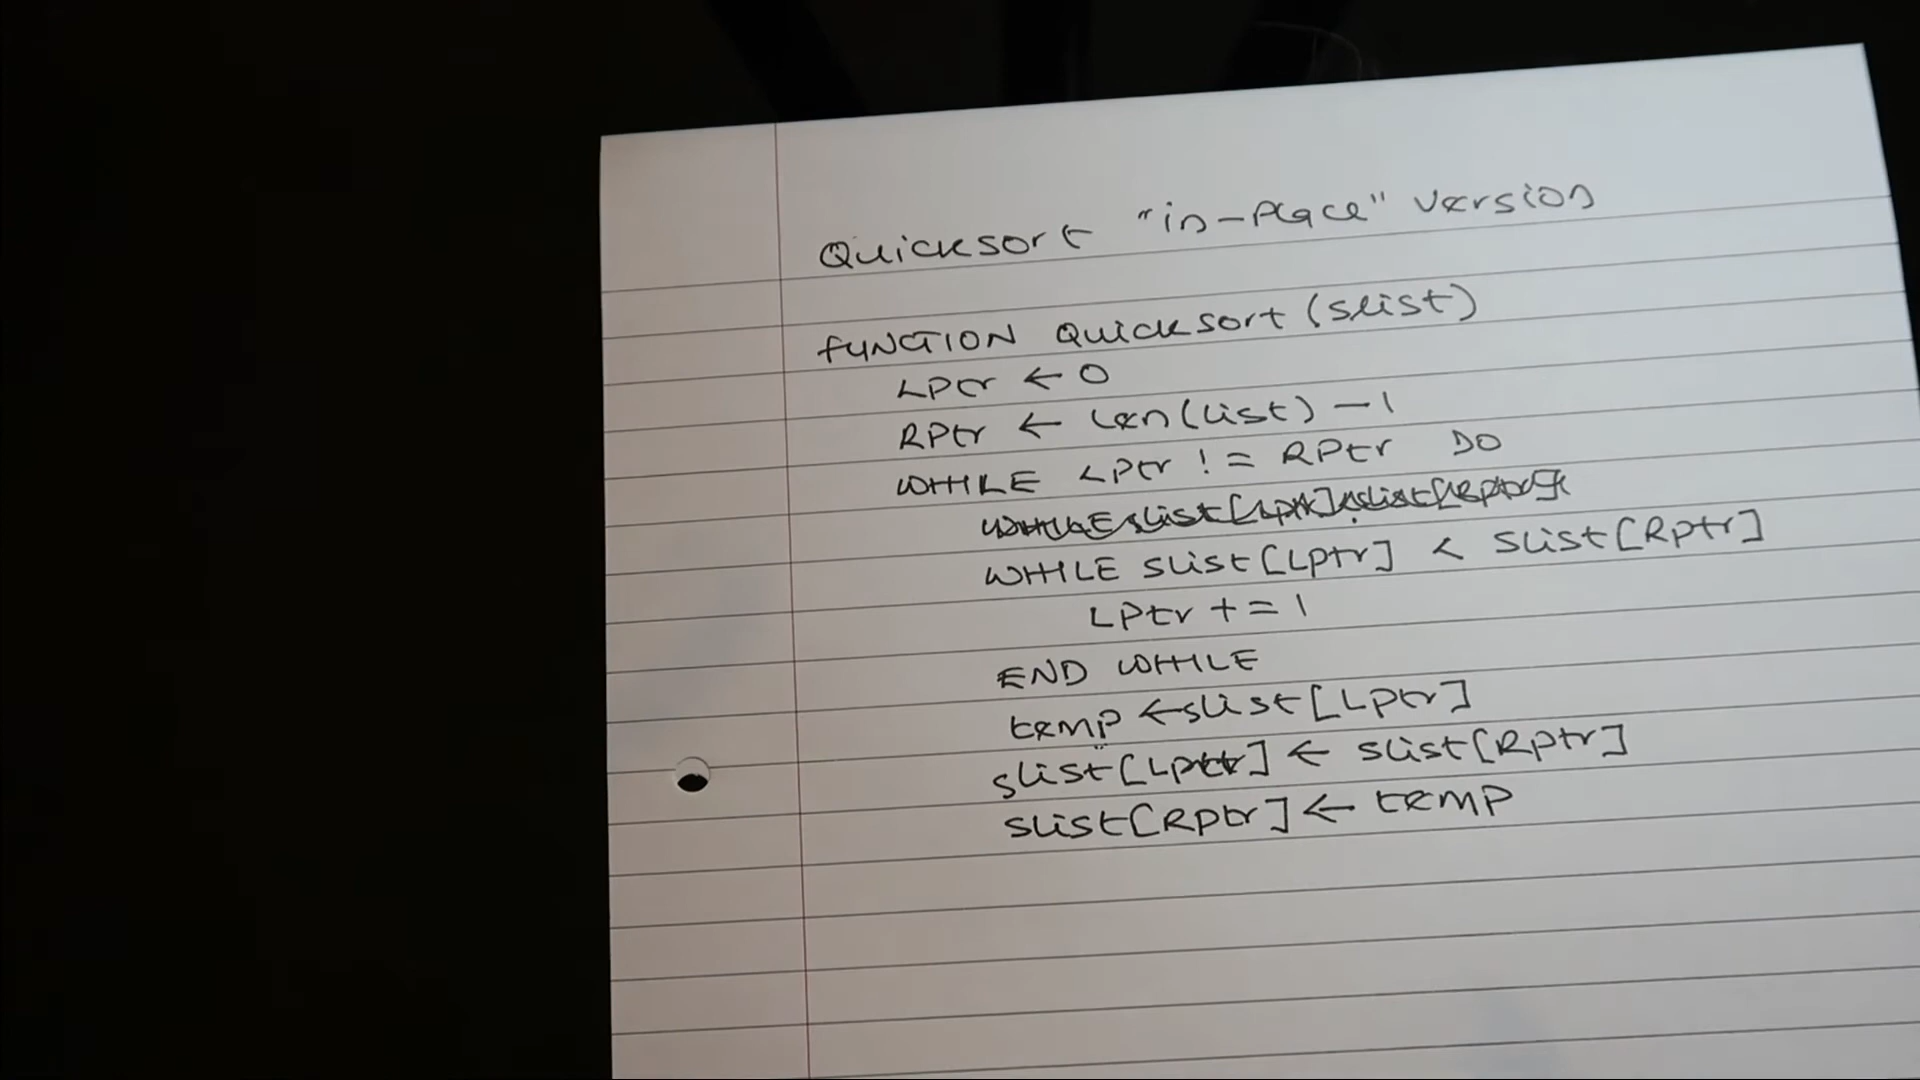 Quicksort "in-place" version
FUNCTION Quicksort (slist)
LPtr ← 0
RPtr ← len(list) - 1
WHILE LPtr != RPtr DO
WHILE slist[Lptr] < slist[Rptr]
LPtr += 1
END WHILE
temp ← slist[Lptr]
slist[Lptr] ← slist[Rptr]
slist[Rptr] ← temp